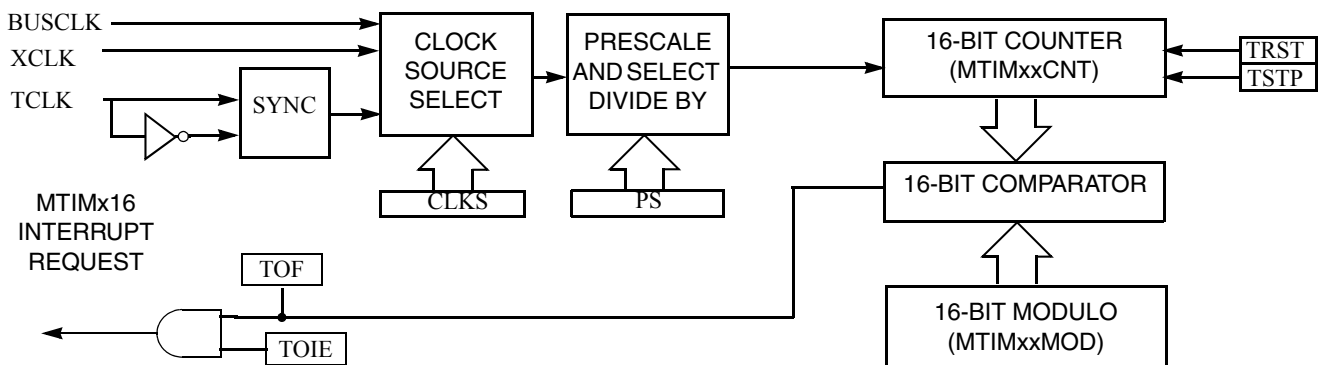 BUSCLK
XCLK
TCLK
SYNC
CLOCK
SOURCE
SELECT
CLKS
PRESCALE
AND SELECT
DIVIDE BY
PS
16-BIT COUNTER
(MTIMxxCNT)
TRST
TSTP
16-BIT COMPARATOR
16-BIT MODULO
(MTIMxxMOD)
MTIMx16
INTERRUPT
REQUEST
TOF
TOIE